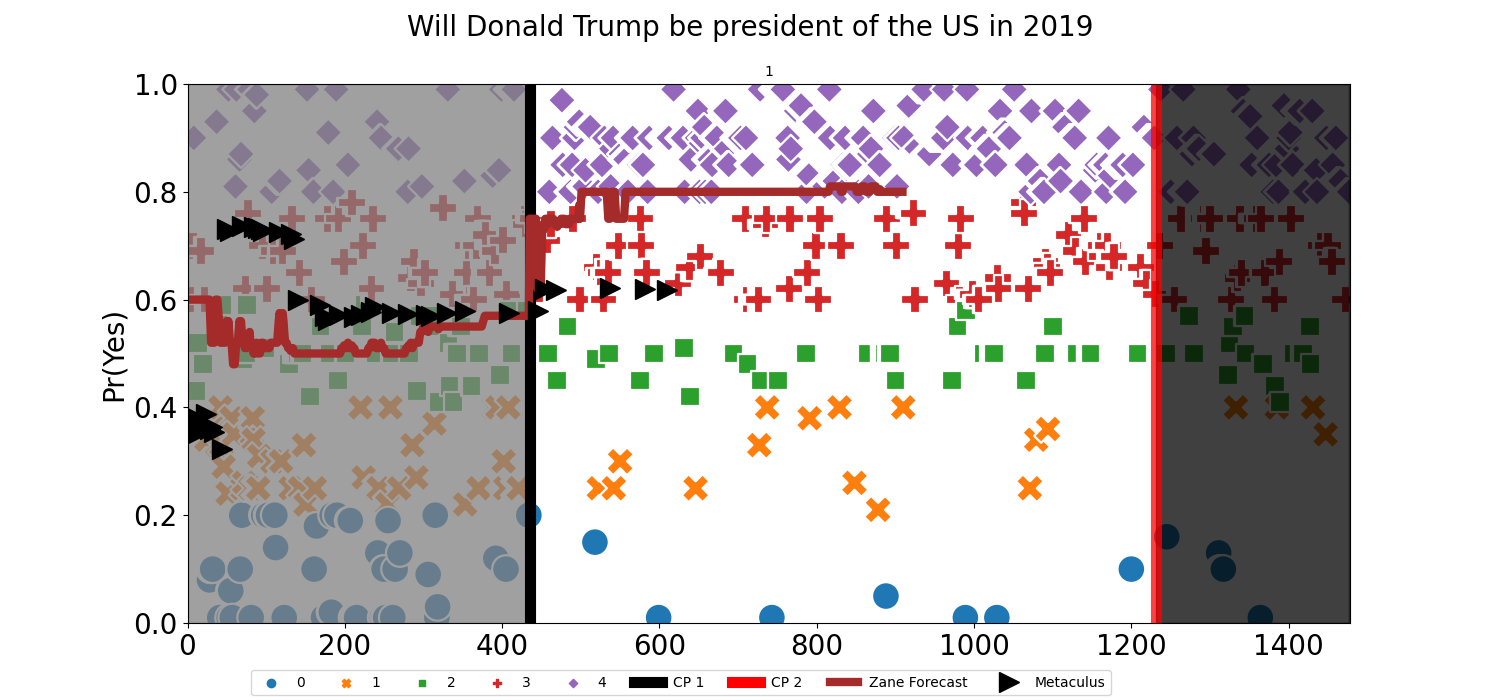 Will Donald Trump be president of the US in 2019
1
1.0
0.8
0.6
0.4
0.2
0.0
Pr(Yes)
0 200 400 600 800 1000 1200 1400
0 1 2 3 4 CP 1 CP 2 Zane Forecast Metaculus